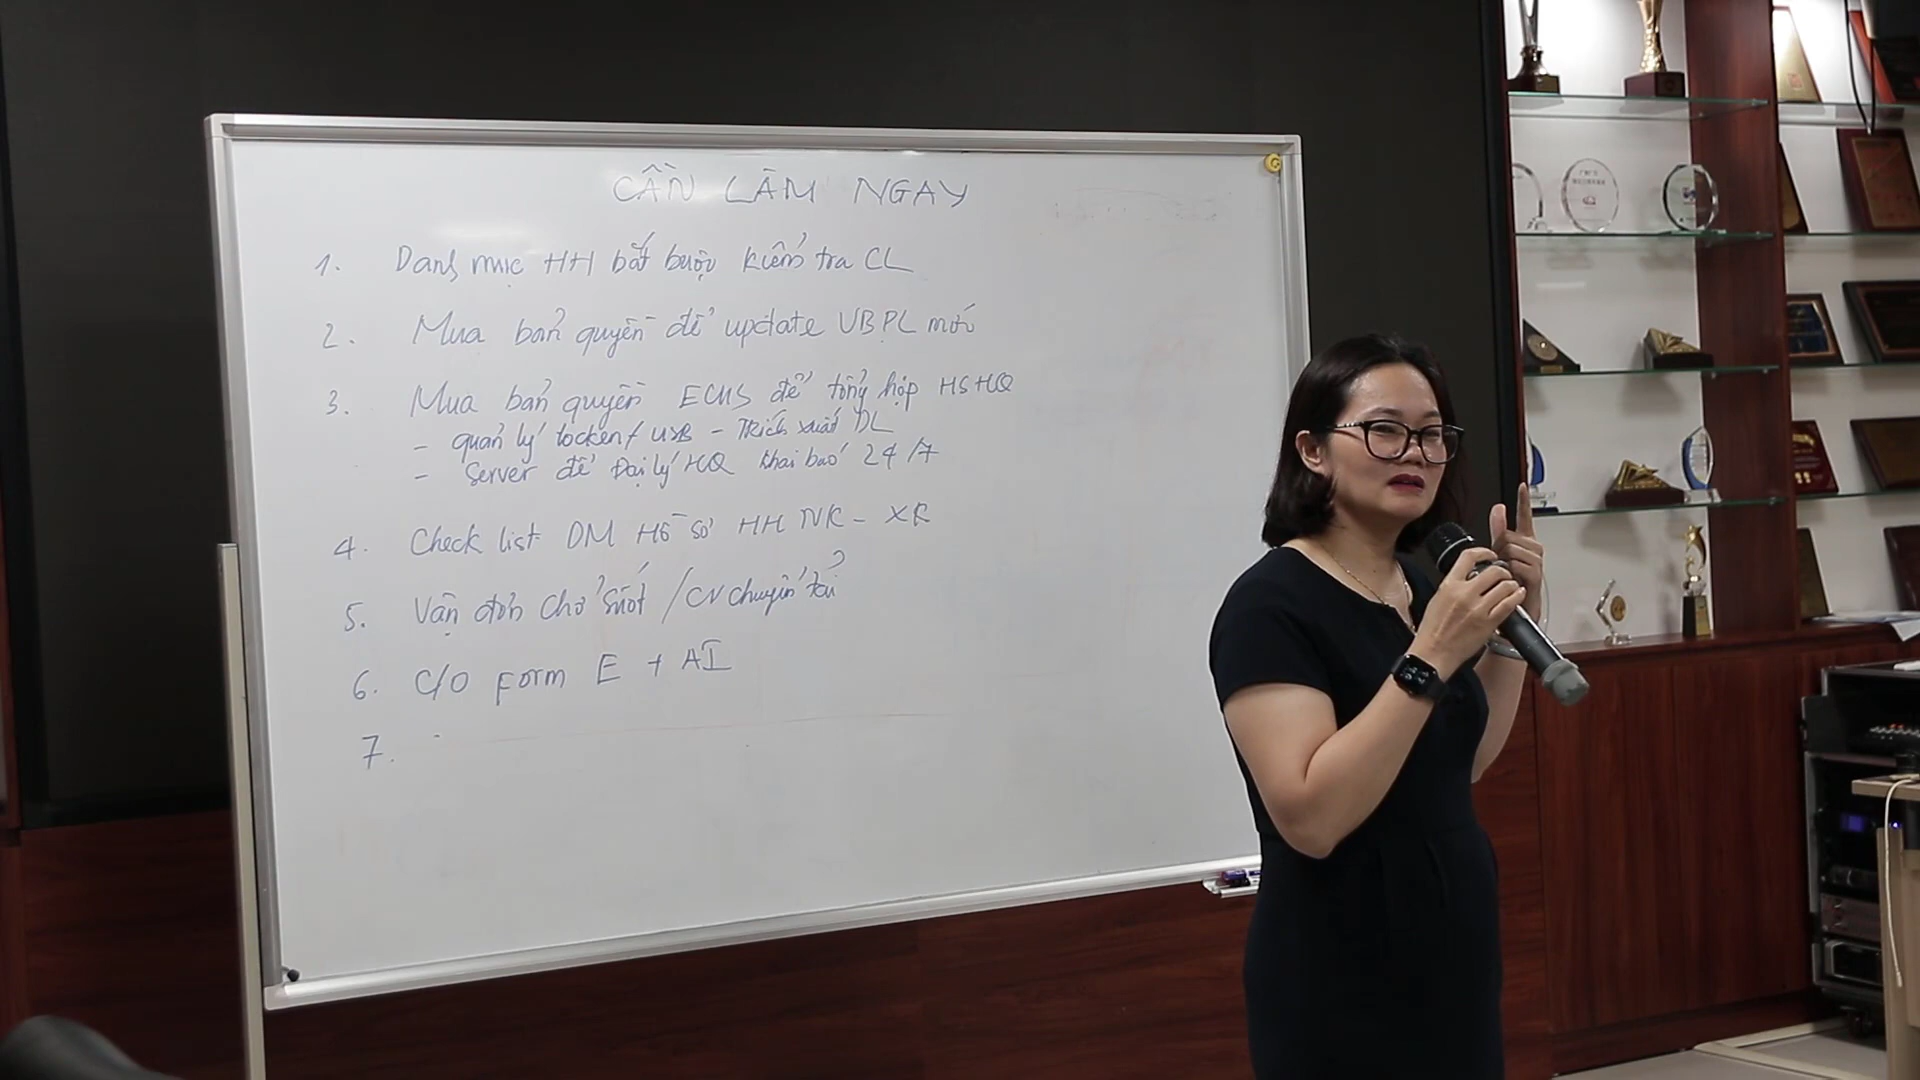 CẦN LÀM NGAY
1. Danh mục HH bắt buộc kiểm tra CL
2. Mua bản quyền để update VBPL mới
3. Mua bản quyền ECUS để tổng hợp HSHQ
- quản lý tocken/USB - Trích xuất DL
- Server để Đại lý HQ khai báo 24/7
4. Check list DM Hồ sơ HH NK - XK
5. Vận đơn chở suốt / CV chuyển tải
6. C/O Form E + AI
7.